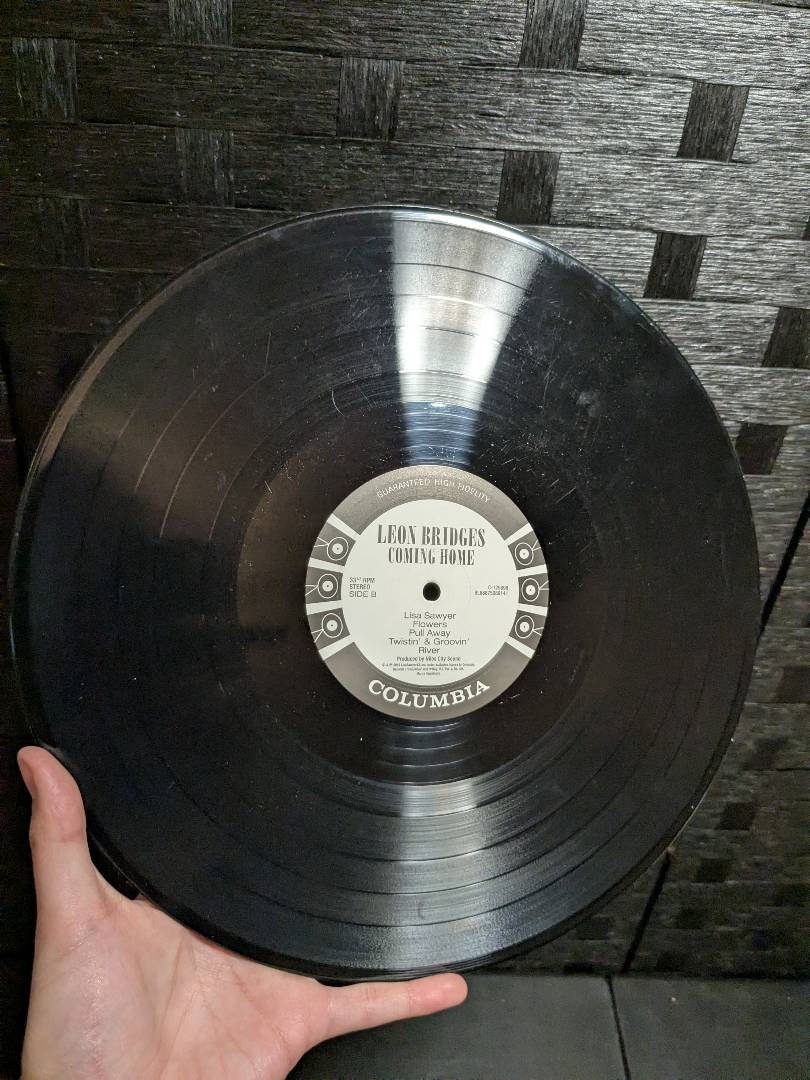 GUARANTEED HIGH FIDELITY
LEON BRIDGES
COMING HOME
33⅓ RPM
STEREO
SIDE B
Lisa Sawyer
Flowers
Pull Away
Twistin' & Groovin'
River
Produced by Niles City Sound
COLUMBIA